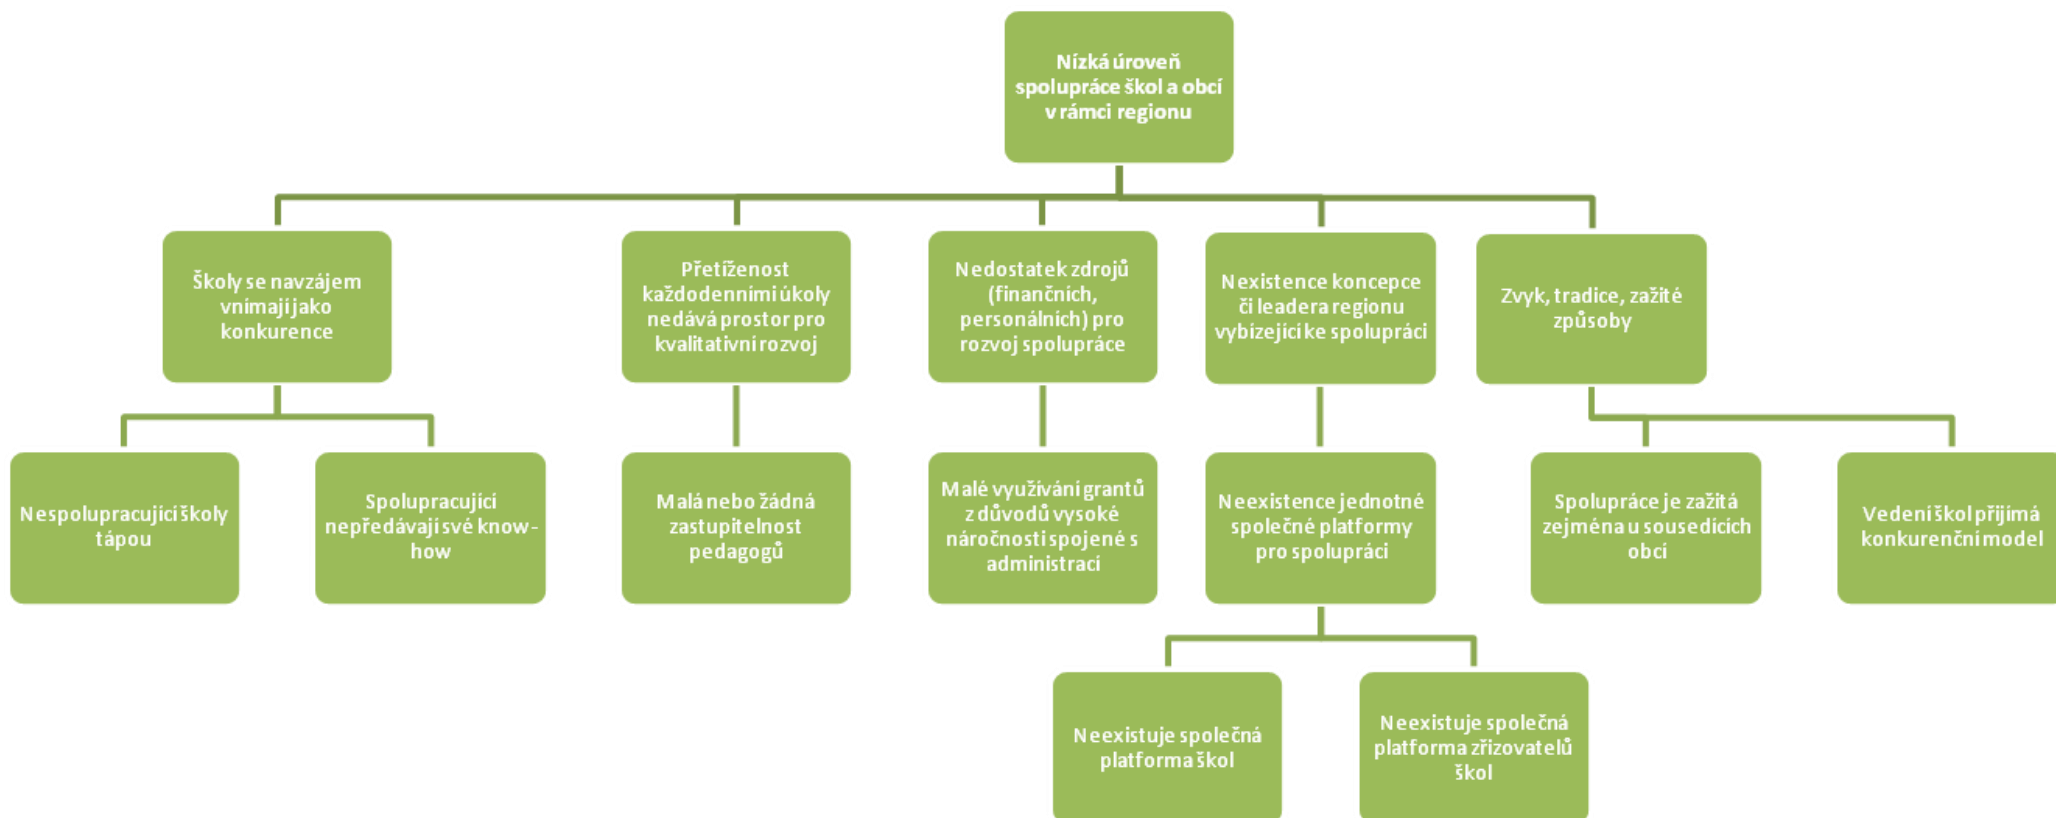 Nízká úroveň
spolupráce škol a obcí
v rámci regionu
Školy se navzájem
vnímají jako
konkurence
Přetíženost
každodenními úkoly
nedává prostor pro
kvalitativní rozvoj
Nedostatek zdrojů
(finančních,
personálních) pro
rozvoj spolupráce
Nexistence koncepce
či leadera regionu
vybízející ke spolupráci
Zvyk, tradice, zažité
způsoby
Nespolupracující školy
tápou
Spolupracující
nepředávají své know-
how
Malá nebo žádná
zastupitelnost
pedagogů
Malé využívání grantů
z důvodů vysoké
náročnosti spojené s
administrací
Neexistence jednotné
společné platformy
pro spolupráci
Spolupráce je zažitá
zejména u sousedících
obcí
Vedení škol přijímá
konkurenční model
Neexistuje společná
platforma škol
Neexistuje společná
platforma zřizovatelů
škol